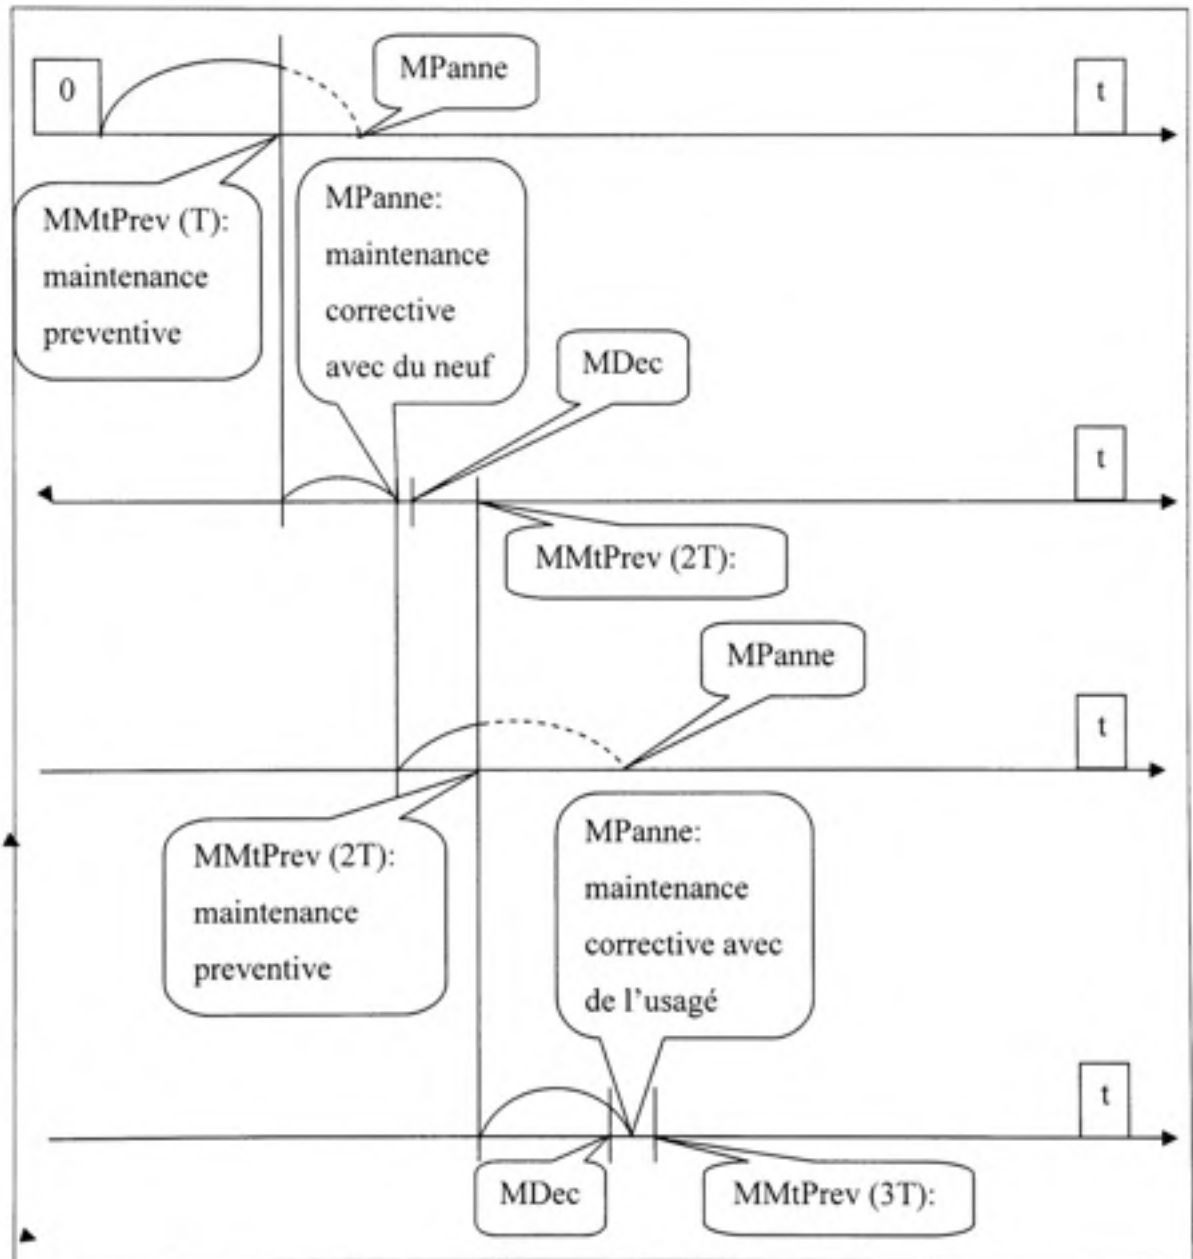 0
MPanne
t
MMtPrev (T):
maintenance
preventive
MPanne:
maintenance
corrective
avec du neuf
MDec
t
MMtPrev (2T):
MPanne
t
MMtPrev (2T):
maintenance
preventive
MPanne:
maintenance
corrective avec
de l'usagé
t
MDec
MMtPrev (3T):